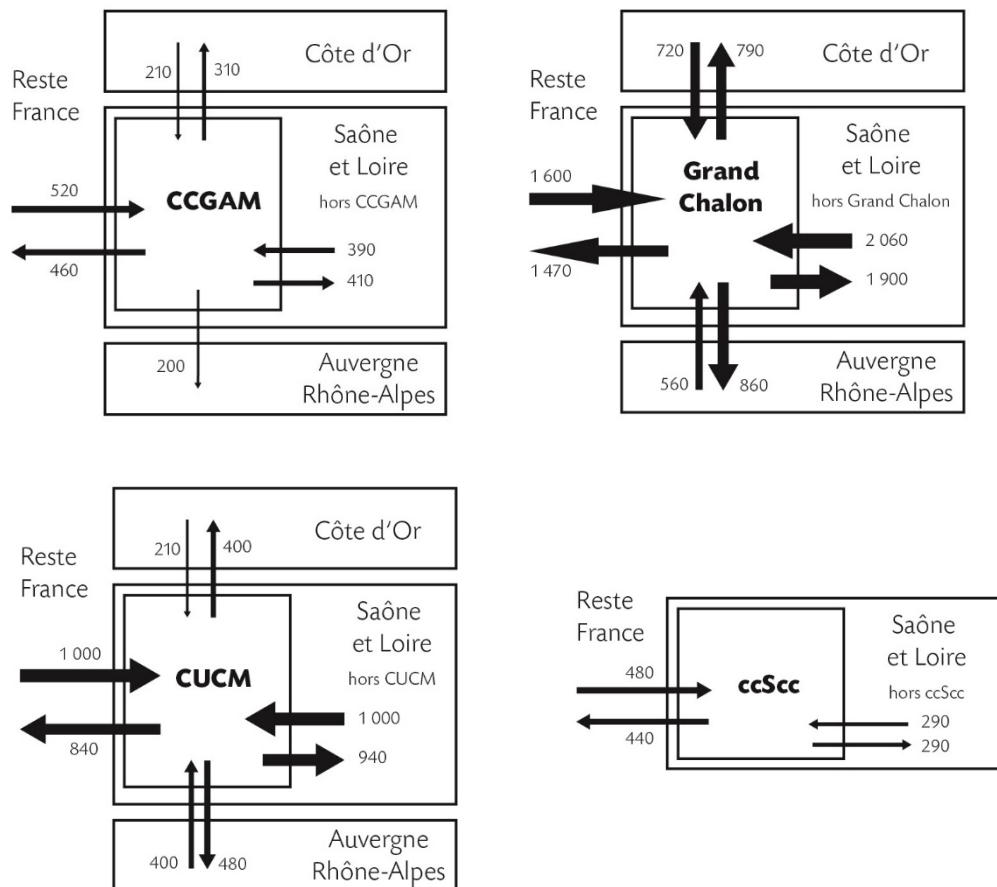 Côte d'Or
210
310
Reste
France
Saône
et Loire
hors CCGAM
CCGAM
520
460
390
410
200
Auvergne
Rhône-Alpes
Côte d'Or
720
790
Reste
France
Saône
et Loire
hors Grand Chalon
Grand
Chalon
1 600
1 470
2 060
1 900
560
860
Auvergne
Rhône-Alpes
Côte d'Or
210
400
Reste
France
Saône
et Loire
hors CUCM
CUCM
1 000
840
1 000
940
400
480
Auvergne
Rhône-Alpes
Reste
France
Saône
et Loire
hors ccScc
ccScc
480
440
290
290